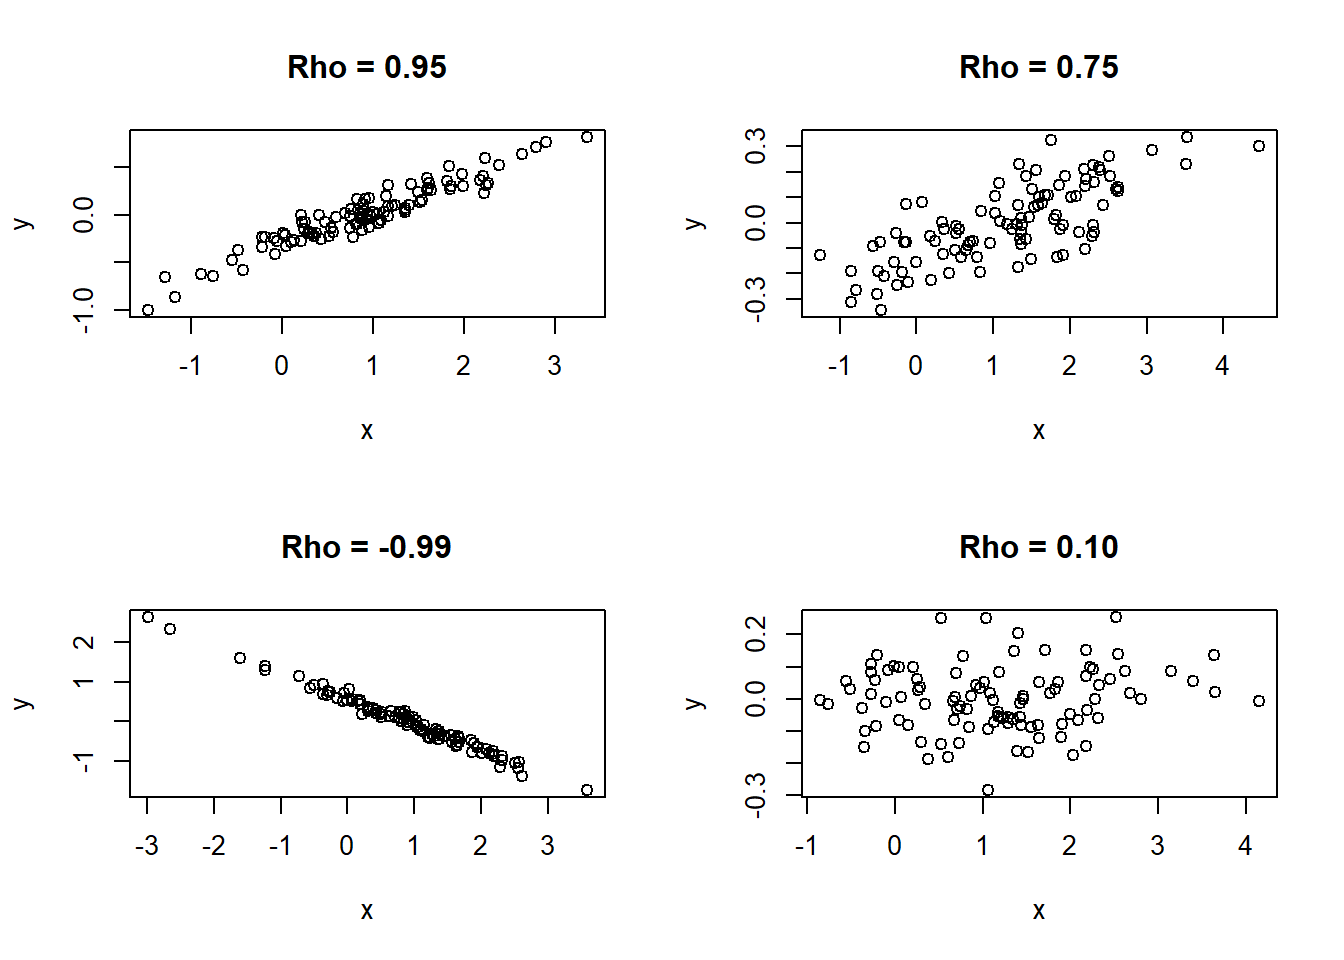 Rho = 0.95
y
0.0
-1.0
-1 0 1 2 3
x
Rho = 0.75
y
0.3
0.0
-0.3
-1 0 1 2 3 4
x
Rho = -0.99
y
2
1
-1
-3 -2 -1 0 1 2 3
x
Rho = 0.10
y
0.2
0.0
-0.3
-1 0 1 2 3 4
x